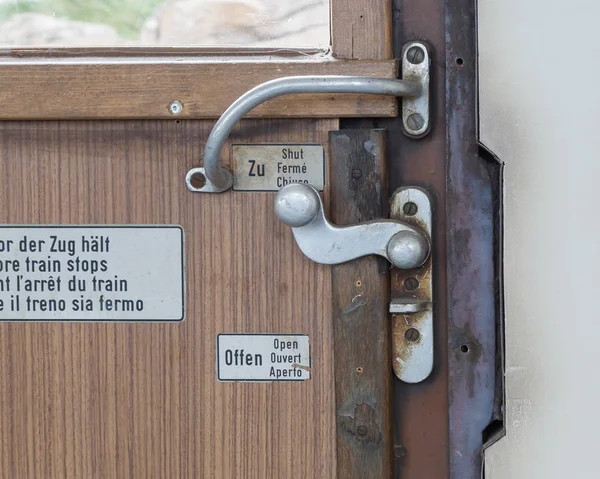 Zu
Shut
Fermé
Chiuso
or der Zug hält
ore train stops
nt l'arrêt du train
e il treno sia fermo
Offen
Open
Ouvert
Aperto